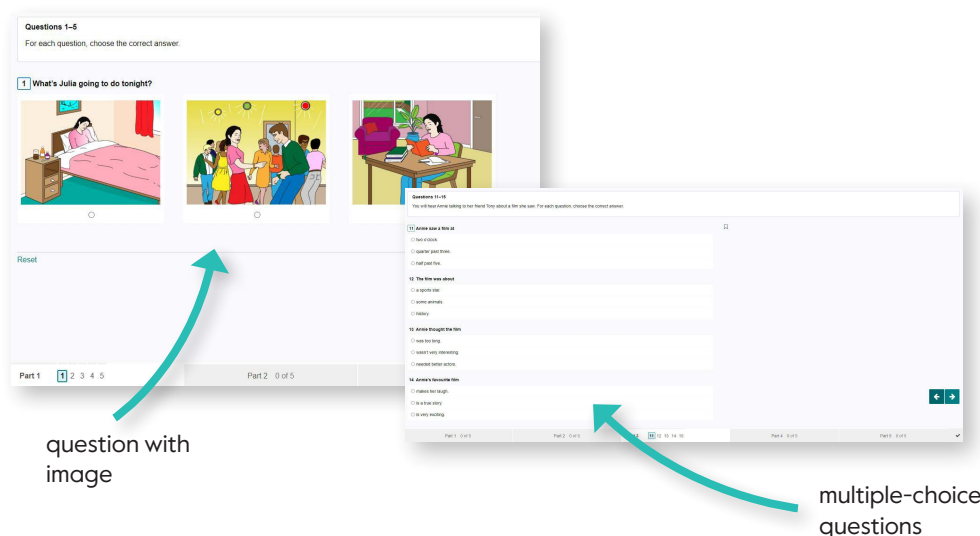 Questions 1–5
For each question, choose the correct answer.
1 What's Julia going to do tonight?
Reset
Part 1 1 2 3 4 5
Part 2 0 of 5
question with
image
Questions 11–15
You will hear Annie talking to her friend Tony about a film she saw. For each question, choose the correct answer.
11 Annie saw a film at
two o'clock.
quarter past three.
half past five.
12 The film was about
a sports star.
some animals.
history.
13 Annie thought the film
was too long.
wasn't very interesting.
needed better actors.
14 Annie's favourite film
makes her laugh.
is a true story.
is very exciting.
Part 1 0 of 5
Part 2 0 of 5
11 12 13 14 15
Part 4 0 of 5
Part 5 0 of 5
multiple-choice
questions